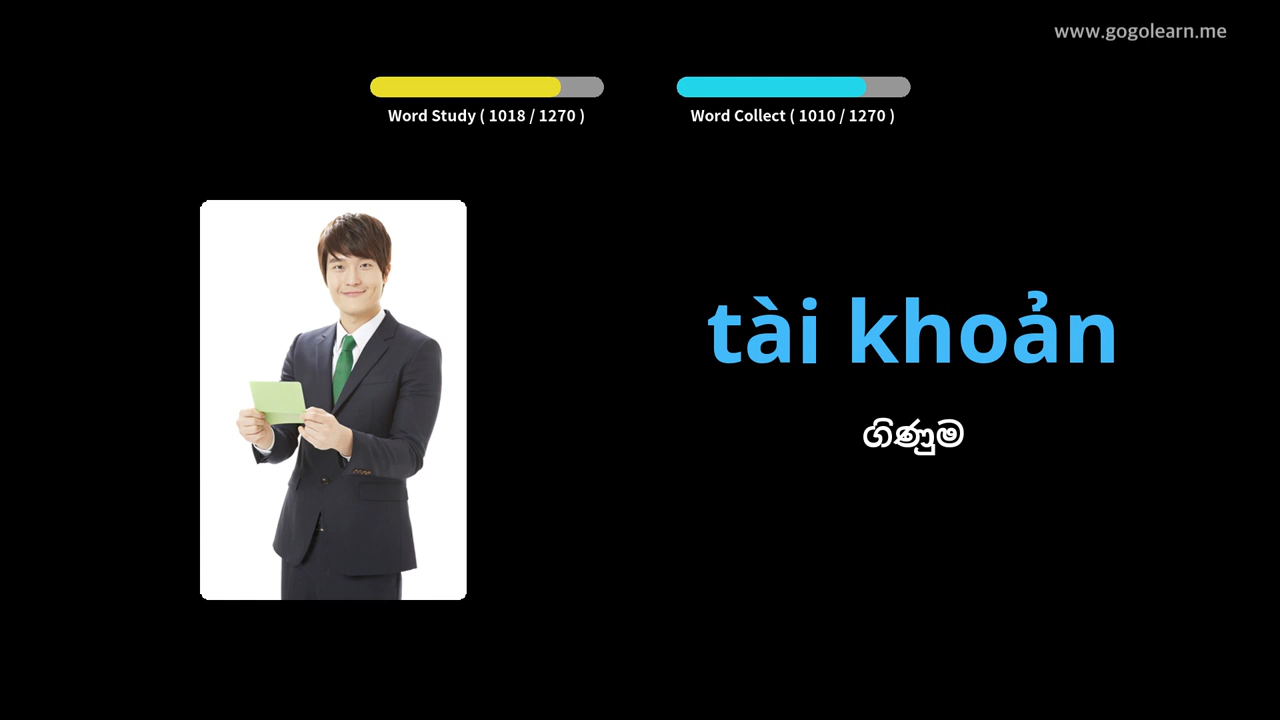 www.gogolearn.me
Word Study ( 1018 / 1270 )
Word Collect ( 1010 / 1270 )
tài khoản
ගිණුම